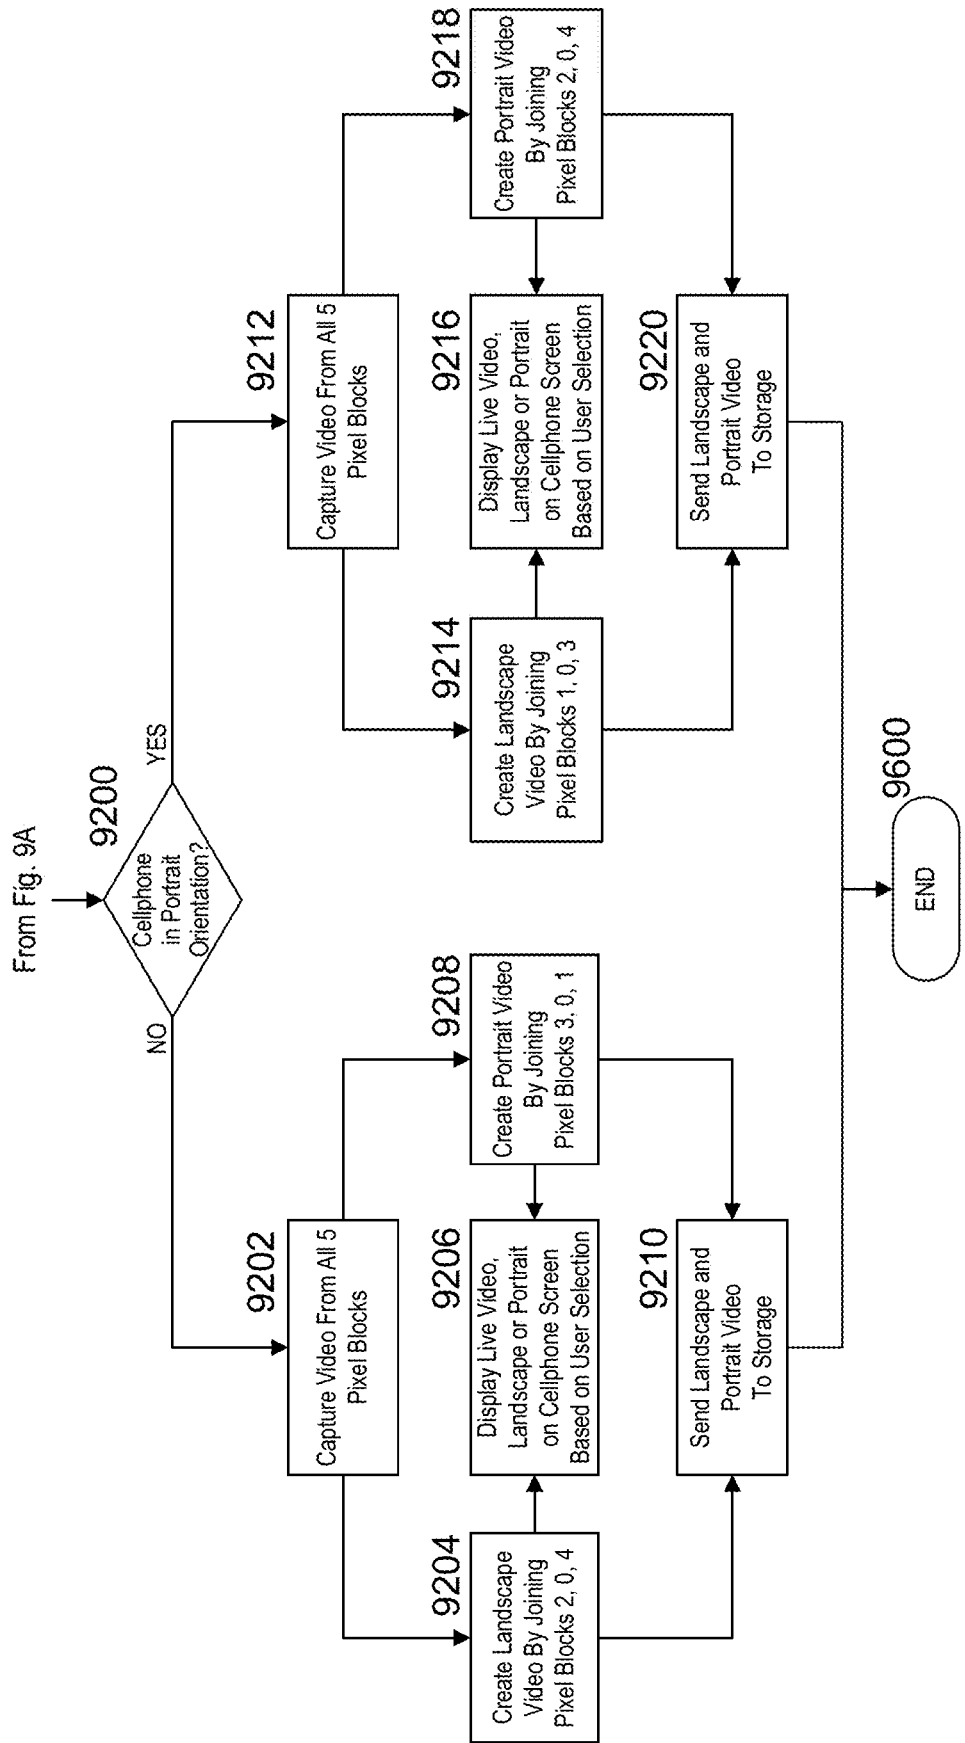 From Fig. 9A
9200
Cellphone
in Portrait
Orientation?
NO
YES
9202
Capture Video From All 5
Pixel Blocks
9212
Capture Video From All 5
Pixel Blocks
9204
Create Landscape
Video By Joining
Pixel Blocks 2, 0, 4
9206
Display Live Video,
Landscape or Portrait
on Cellphone Screen
Based on User Selection
9208
Create Portrait Video
By Joining
Pixel Blocks 3, 0, 1
9214
Create Landscape
Video By Joining
Pixel Blocks 1, 0, 3
9216
Display Live Video,
Landscape or Portrait
on Cellphone Screen
Based on User Selection
9218
Create Portrait Video
By Joining
Pixel Blocks 2, 0, 4
9210
Send Landscape and
Portrait Video
To Storage
9220
Send Landscape and
Portrait Video
To Storage
9600
END